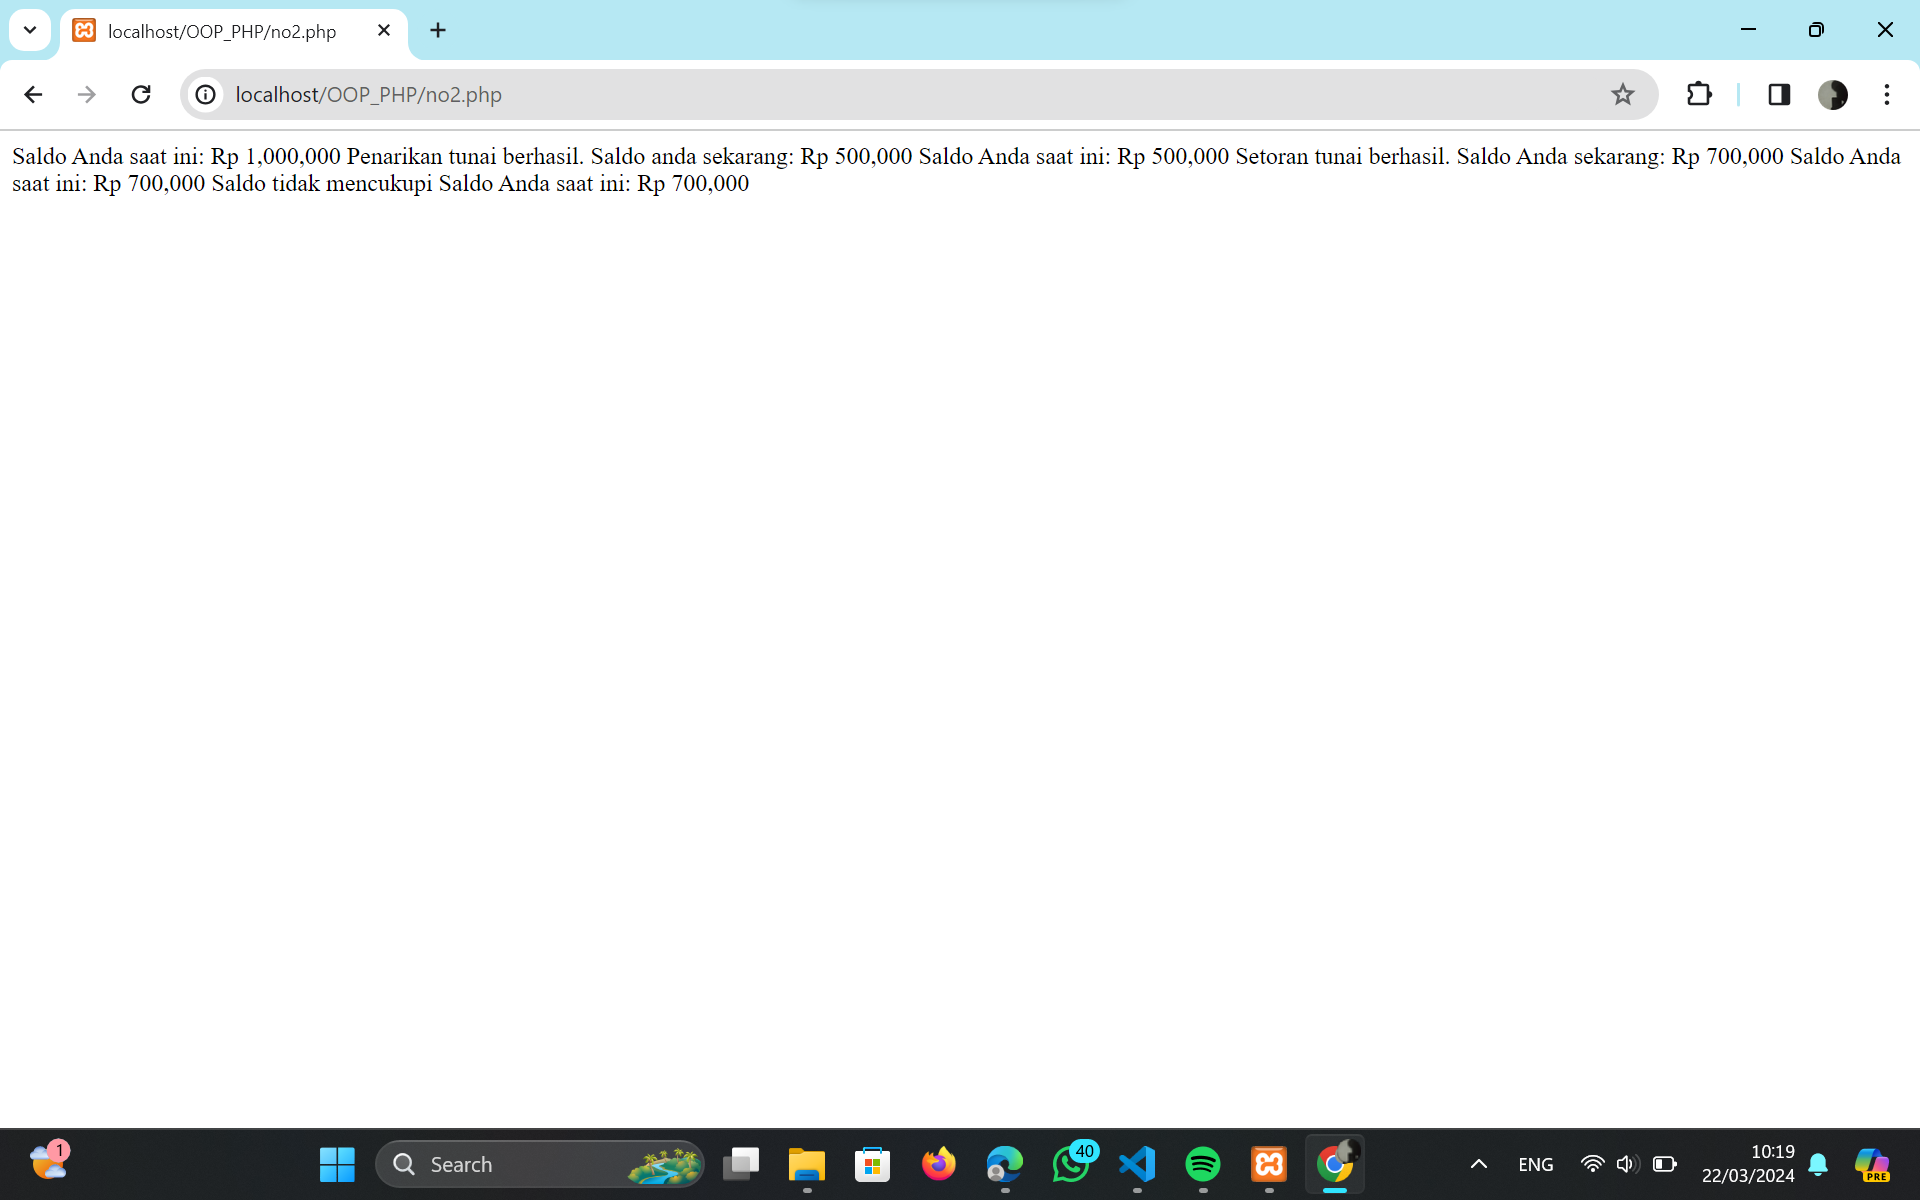 localhost/OOP_PHP/no2.php
localhost/OOP_PHP/no2.php
Saldo Anda saat ini: Rp 1,000,000 Penarikan tunai berhasil. Saldo anda sekarang: Rp 500,000 Saldo Anda saat ini: Rp 500,000 Setoran tunai berhasil. Saldo Anda sekarang: Rp 700,000 Saldo Anda
saat ini: Rp 700,000 Saldo tidak mencukupi Saldo Anda saat ini: Rp 700,000
1
Search
40
ENG
10:19
22/03/2024
PRE